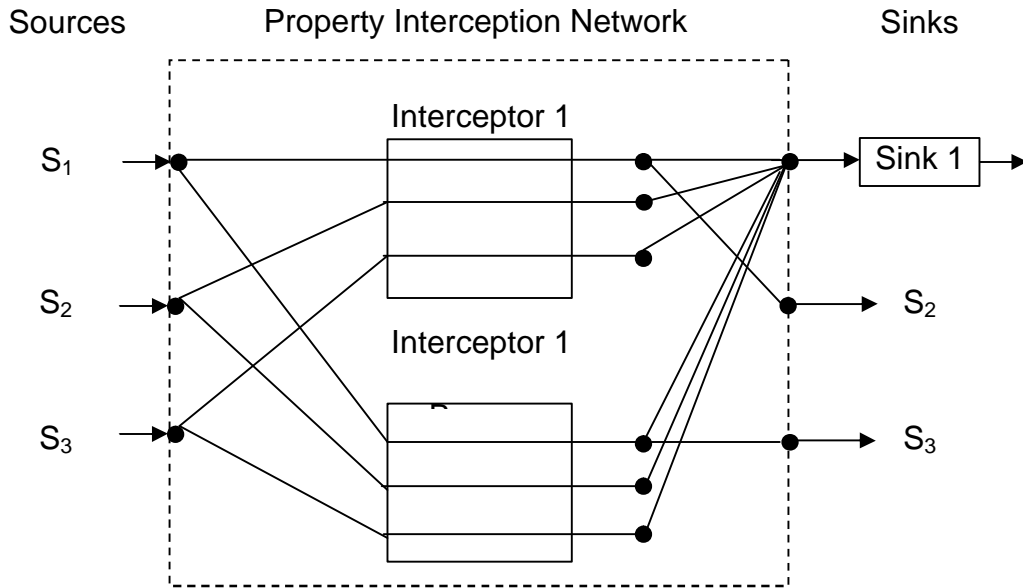 Sources Property Interception Network Sinks
Interceptor 1
S₁ Sink 1
S₂ S₂
Interceptor 1
S₃ S₃